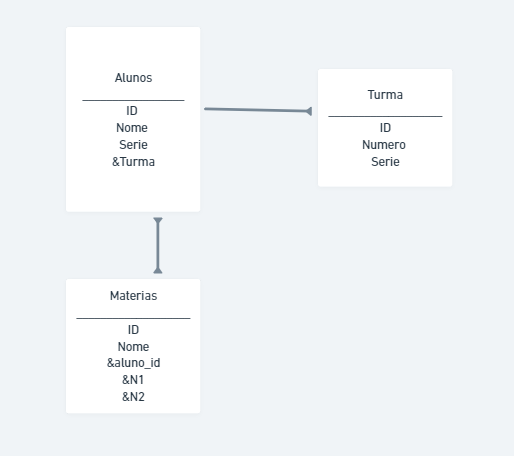 Alunos
ID
Nome
Serie
&Turma
Turma
ID
Numero
Serie
Materias
ID
Nome
&aluno_id
&N1
&N2